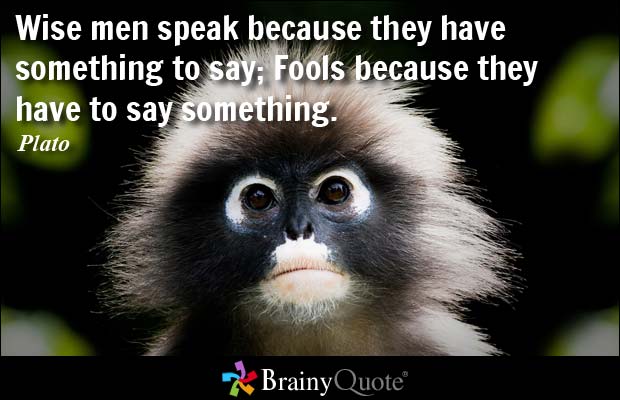 Wise men speak because they have
something to say; Fools because they
have to say something.
Plato
BrainyQuote®